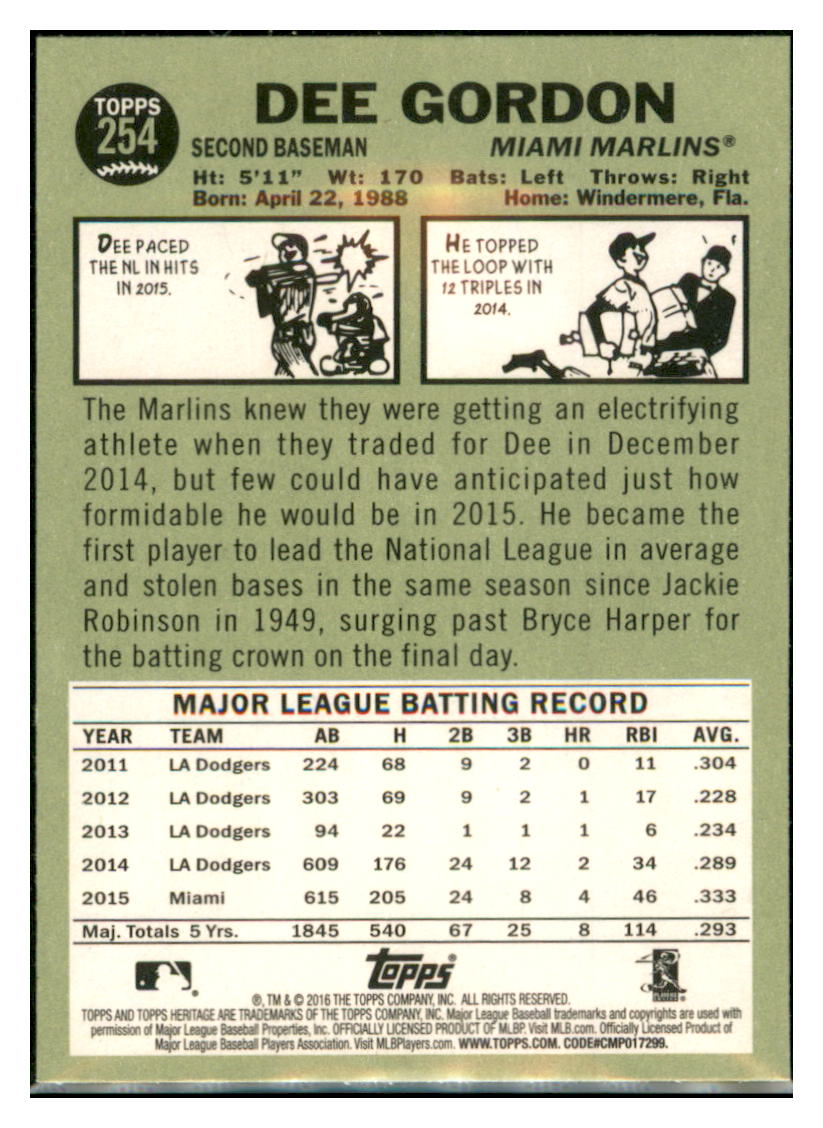 TOPPS
254
DEE GORDON
SECOND BASEMAN MIAMI MARLINS®
Ht: 5'11" Wt: 170 Bats: Left Throws: Right
Born: April 22, 1988 Home: Windermere, Fla.
DEE PACED
THE NL IN HITS
IN 2015.
HE TOPPED
THE LOOP WITH
12 TRIPLES IN
2014.
The Marlins knew they were getting an electrifying
athlete when they traded for Dee in December
2014, but few could have anticipated just how
formidable he would be in 2015. He became the
first player to lead the National League in average
and stolen bases in the same season since Jackie
Robinson in 1949, surging past Bryce Harper for
the batting crown on the final day.
MAJOR LEAGUE BATTING RECORD
YEAR TEAM AB H 2B 3B HR RBI AVG.
2011 LA Dodgers 224 68 9 2 0 11 .304
2012 LA Dodgers 303 69 9 2 1 17 .228
2013 LA Dodgers 94 22 1 1 1 6 .234
2014 LA Dodgers 609 176 24 12 2 34 .289
2015 Miami 615 205 24 8 4 46 .333
Maj. Totals 5 Yrs. 1845 540 67 25 8 114 .293
Topps
®, TM & © 2016 THE TOPPS COMPANY, INC. ALL RIGHTS RESERVED.
TOPPS AND TOPPS HERITAGE ARE TRADEMARKS OF THE TOPPS COMPANY, INC. Major League Baseball trademarks and copyrights are used with
permission of Major League Baseball Properties, Inc. OFFICIALLY LICENSED PRODUCT OF MLBP. Visit MLB.com. Officially Licensed Product of
Major League Baseball Players Association. Visit MLBPlayers.com. WWW.TOPPS.COM. CODE#CMP017299.